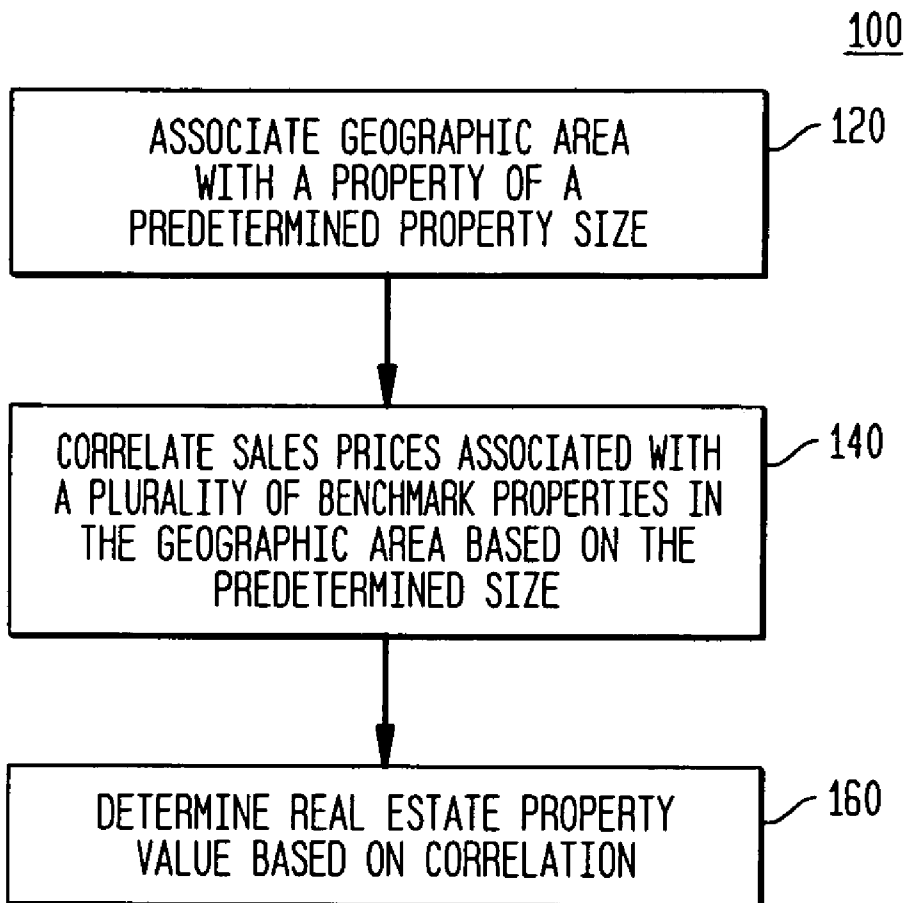 100
ASSOCIATE GEOGRAPHIC AREA
WITH A PROPERTY OF A
PREDETERMINED PROPERTY SIZE
120
CORRELATE SALES PRICES ASSOCIATED WITH
A PLURALITY OF BENCHMARK PROPERTIES IN
THE GEOGRAPHIC AREA BASED ON THE
PREDETERMINED SIZE
140
DETERMINE REAL ESTATE PROPERTY
VALUE BASED ON CORRELATION
160